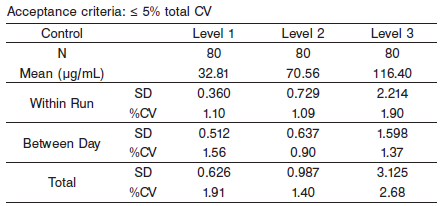 Acceptance criteria: ≤ 5% total CV
Control Level 1 Level 2 Level 3
N 80 80 80
Mean (µg/mL) 32.81 70.56 116.40
Within Run SD 0.360 0.729 2.214
%CV 1.10 1.09 1.90
Between Day SD 0.512 0.637 1.598
%CV 1.56 0.90 1.37
Total SD 0.626 0.987 3.125
%CV 1.91 1.40 2.68